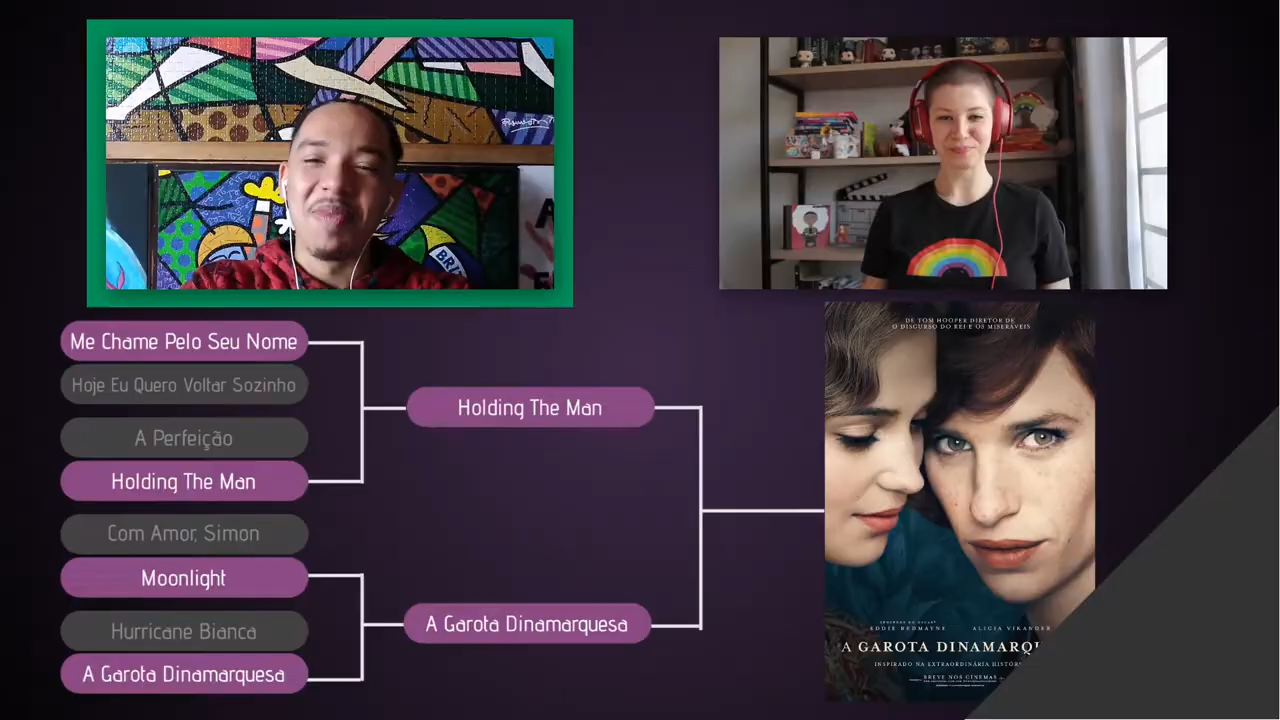 BRI
Me Chame Pelo Seu Nome
Hoje Eu Quero Voltar Sozinho
A Perfeição
Holding The Man
Com Amor, Simon
Moonlight
Hurricane Bianca
A Garota Dinamarquesa
Holding The Man
A Garota Dinamarquesa
DE TOM HOOPER DIRETOR DE
O DISCURSO DO REI E OS MISERÁVEIS
EDDIE REDMAYNE ALICIA VIKANDER
A GAROTA DINAMARQU
INSPIRADO NA EXTRAORDINÁRIA HISTÓR
BREVE NOS CINEMAS